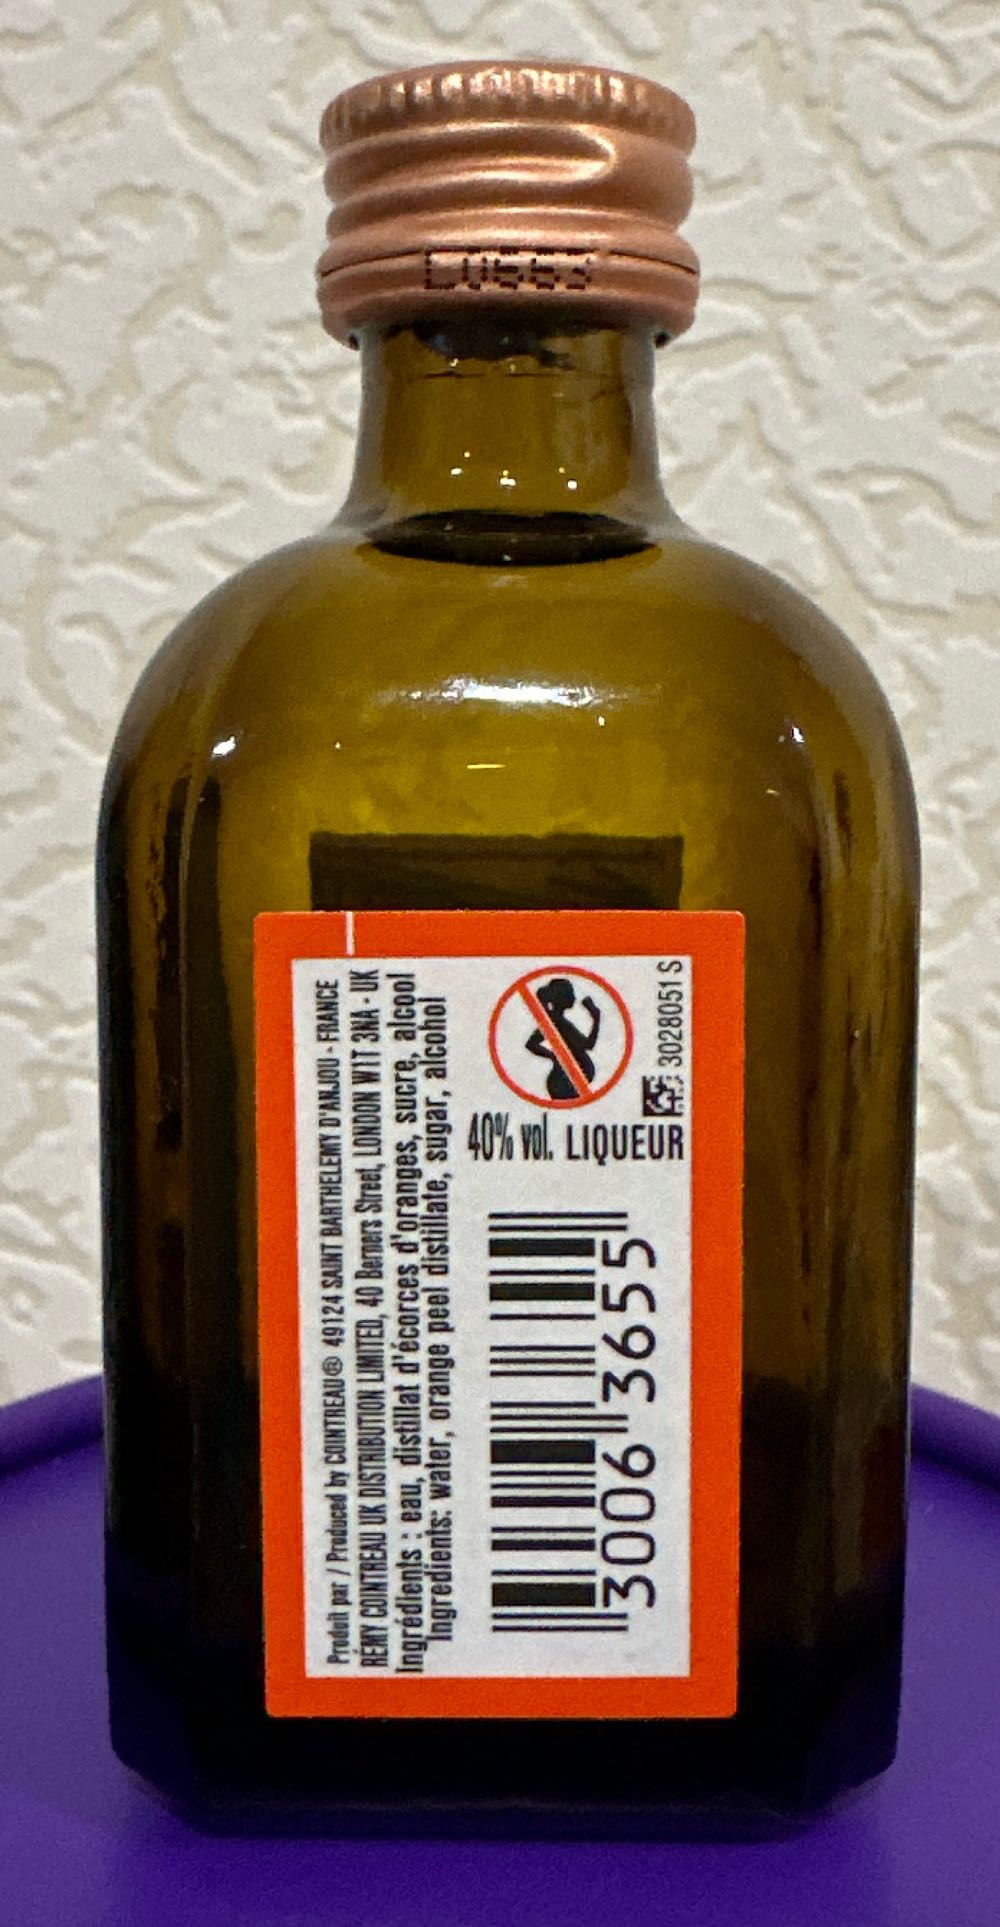 L0663
Produit par / Produced by COINTREAU® 49124 SAINT BARTHELEMY D'ANJOU - FRANCE
RÉMY COINTREAU UK DISTRIBUTION LIMITED, 40 Berners Street, LONDON W1T 3NA - UK
Ingrédients : eau, distillat d'écorces d'oranges, sucre, alcool
Ingredients: water, orange peel distillate, sugar, alcohol
40% vol. LIQUEUR
3028051 S
3006 3655